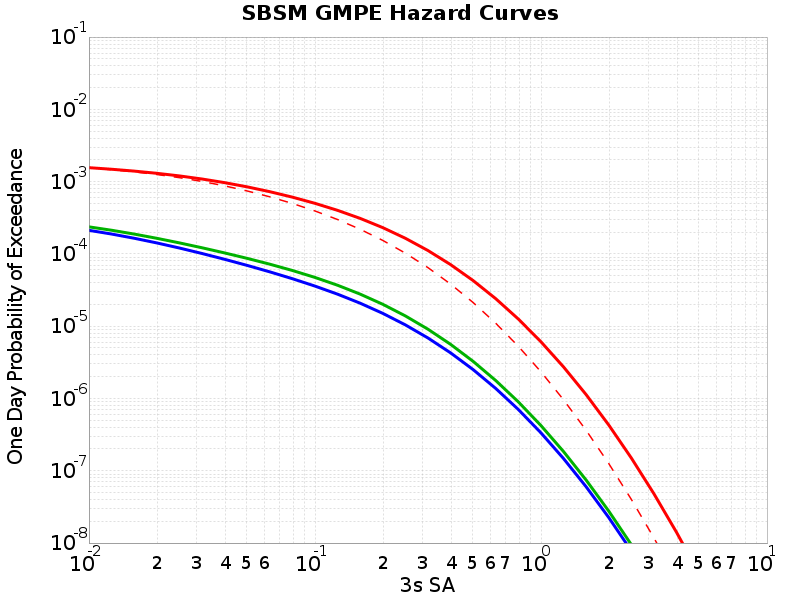 SBSM GMPE Hazard Curves
One Day Probability of Exceedance
10-1
10-2
10-3
10-4
10-5
10-6
10-7
10-8
10-2 2 3 4 5 6 10-1 2 3 4 5 6 7 100 2 3 4 5 6 7 101
3s SA